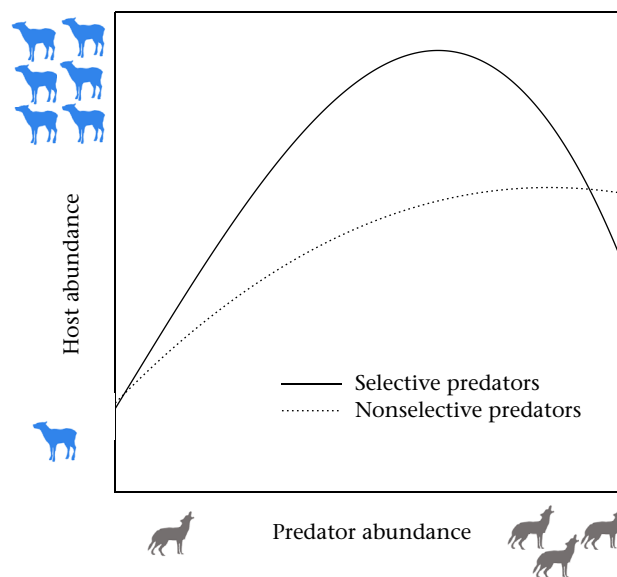 Host abundance
Selective predators
Nonselective predators
Predator abundance